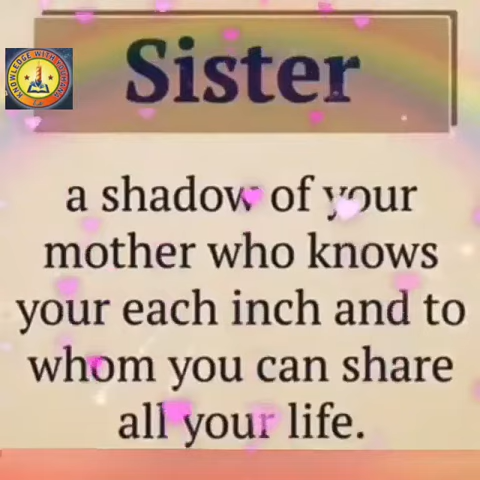 Sister
a shadow of your
mother who knows
your each inch and to
whom you can share
all your life.